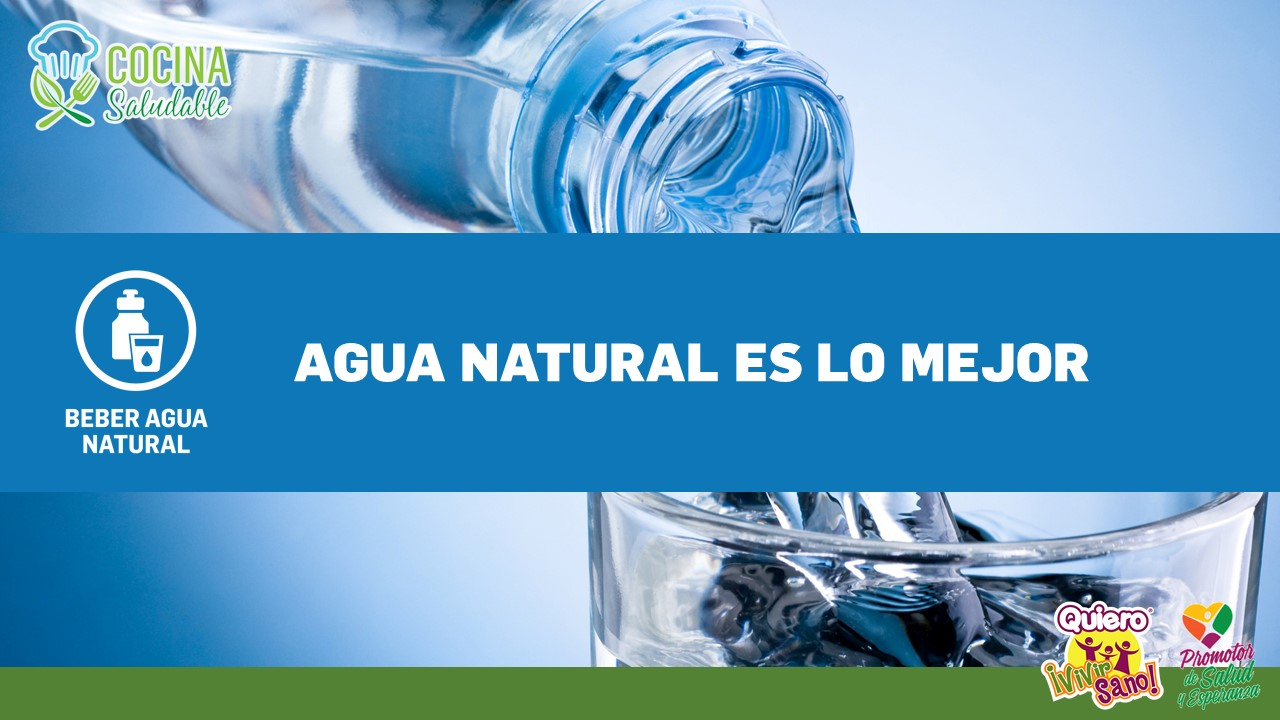 COCINA
Saludable
AGUA NATURAL ES LO MEJOR
BEBER AGUA
NATURAL
Quiero
¡Vivir
Sano!
Promotor
de Salud
y Esperanza